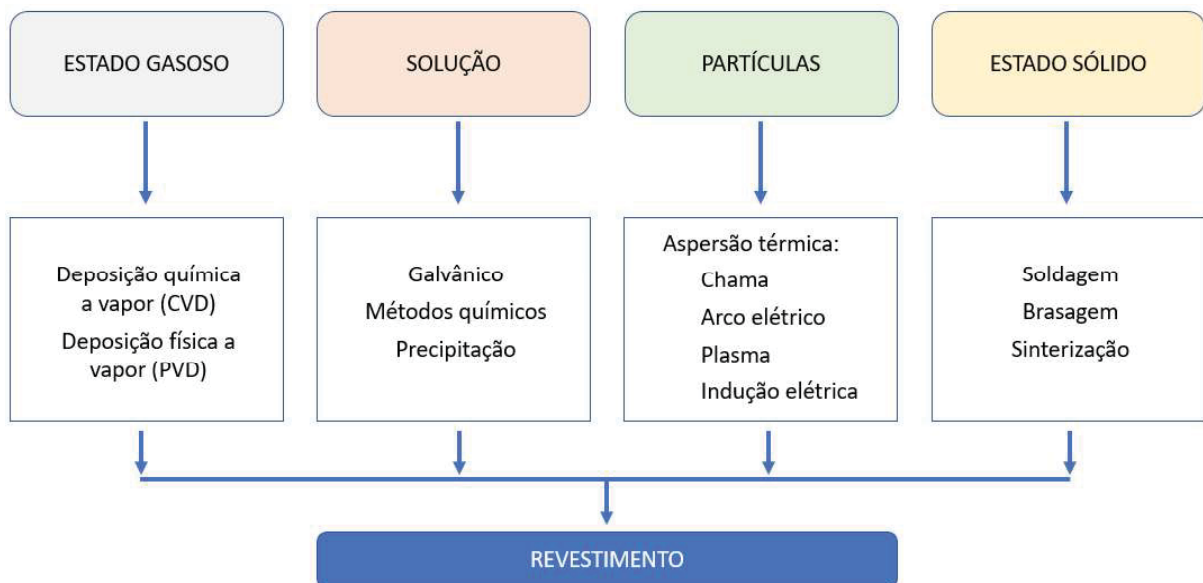 ESTADO GASOSO
SOLUÇÃO
PARTÍCULAS
ESTADO SÓLIDO
Deposição química
a vapor (CVD)
Deposição física a
vapor (PVD)
Galvânico
Métodos químicos
Precipitação
Aspersão térmica:
Chama
Arco elétrico
Plasma
Indução elétrica
Soldagem
Brasagem
Sinterização
REVESTIMENTO